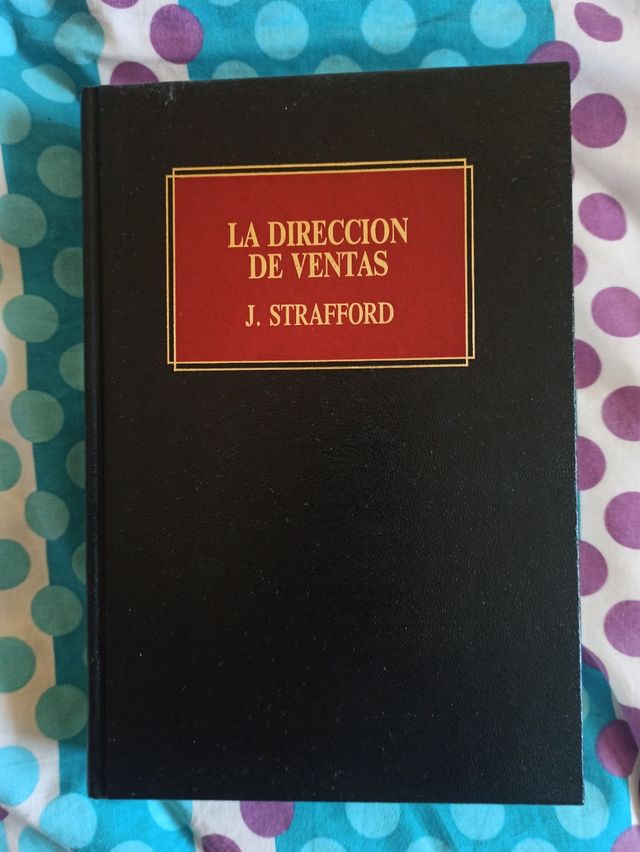 LA DIRECCION
DE VENTAS
J. STRAFFORD